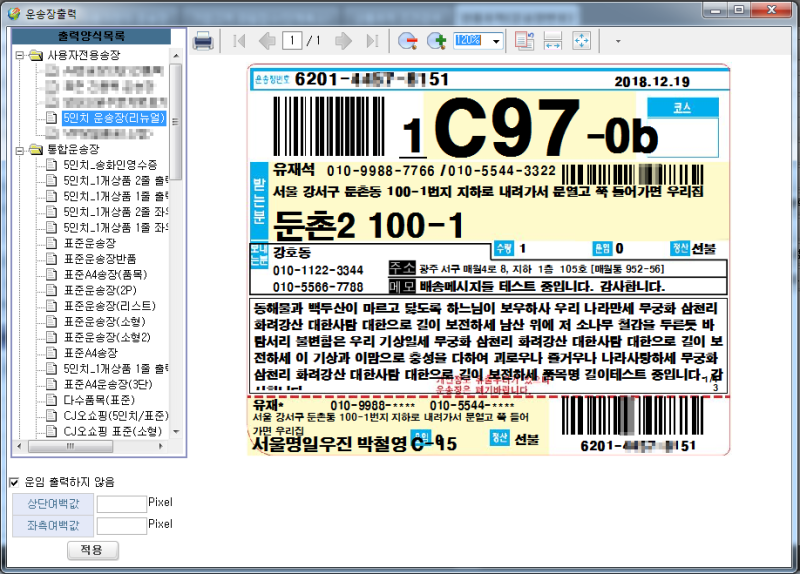 운송장출력
출력양식목록
1 / 1
120%
사용자전용송장
5인치 운송장(리뉴얼)
통합운송장
5인치_송화인영수증
5인치_1개상품 2줄 출력
5인치_1개상품 1줄 출력
5인치_1개상품 2줄 좌우
5인치_1개상품 1줄 좌우
표준운송장
표준운송장반품
표준A4송장(품목)
표준운송장(2P)
표준운송장(리스트)
표준운송장(소형)
표준운송장(소형2)
표준A4송장
5인치_1개상품 1줄 출력
표준A4운송장(3단)
다수품목(표준)
CJ오쇼핑(5인치/표준)
CJ오쇼핑 표준(소형)
운임 출력하지 않음
상단여백값 Pixel
좌측여백값 Pixel
적용
운송장번호 6201- 151 2018.12.19
1 C97 -0b 코스
받는분
유재석 010-9988-7766 / 010-5544-3322
서울 강서구 둔촌동 100-1번지 지하로 내려가서 문열고 쭉 들어가면 우리집
둔촌2 100-1
보내는분
강호동 수량 1 운임 0 정산 선불
010-1122-3344 주소 광주 서구 매월4로 8, 지하 1층 105호 [매월동 952-56]
010-5566-7788 메모 배송메시지들 테스트 중입니다. 감사합니다.
동해물과 백두산이 마르고 닳도록 하느님이 보우하사 우리 나라만세 무궁화 삼천리
화려강산 대한사람 대한으로 길이 보전하세 남산 위에 저 소나무 철갑을 두른듯 바
람서리 불변함은 우리 기상일세 무궁화 삼천리 화려강산 대한사람 대한으로 길이 보
전하세 이 기상과 이맘으로 충성을 다하여 괴로우나 즐거우나 나라사랑하세 무궁화
삼천리 화려강산 대한사람 대한으로 길이 보전하세 품목명 길이테스트 중입니다. 감
운송장은 폐기바랍니다.
유재* 010-9988-**** 010-5544-****
서울 강서구 둔촌동 100-1번지 지하로 내려가서 문열고 쭉 들어
가면 우리집
서울명일우진 박철영 C-15 운임 0 정산 선불
6201- 151